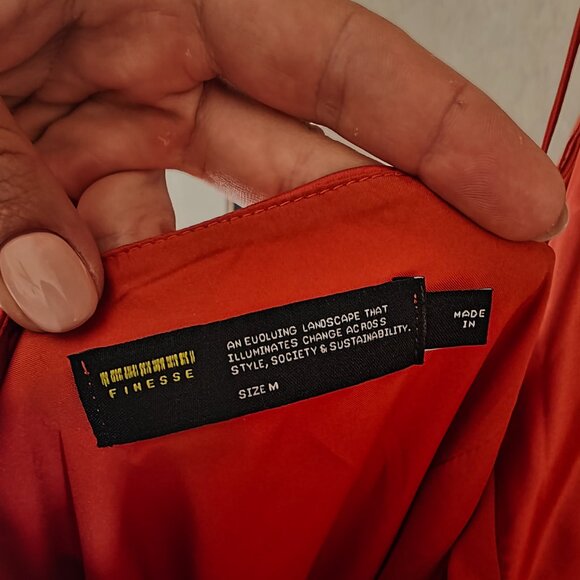 FINESSE
AN EVOLVING LANDSCAPE THAT
ILLUMINATES CHANGE ACROSS
STYLE, SOCIETY & SUSTAINABILITY.
SIZE M
MADE
IN